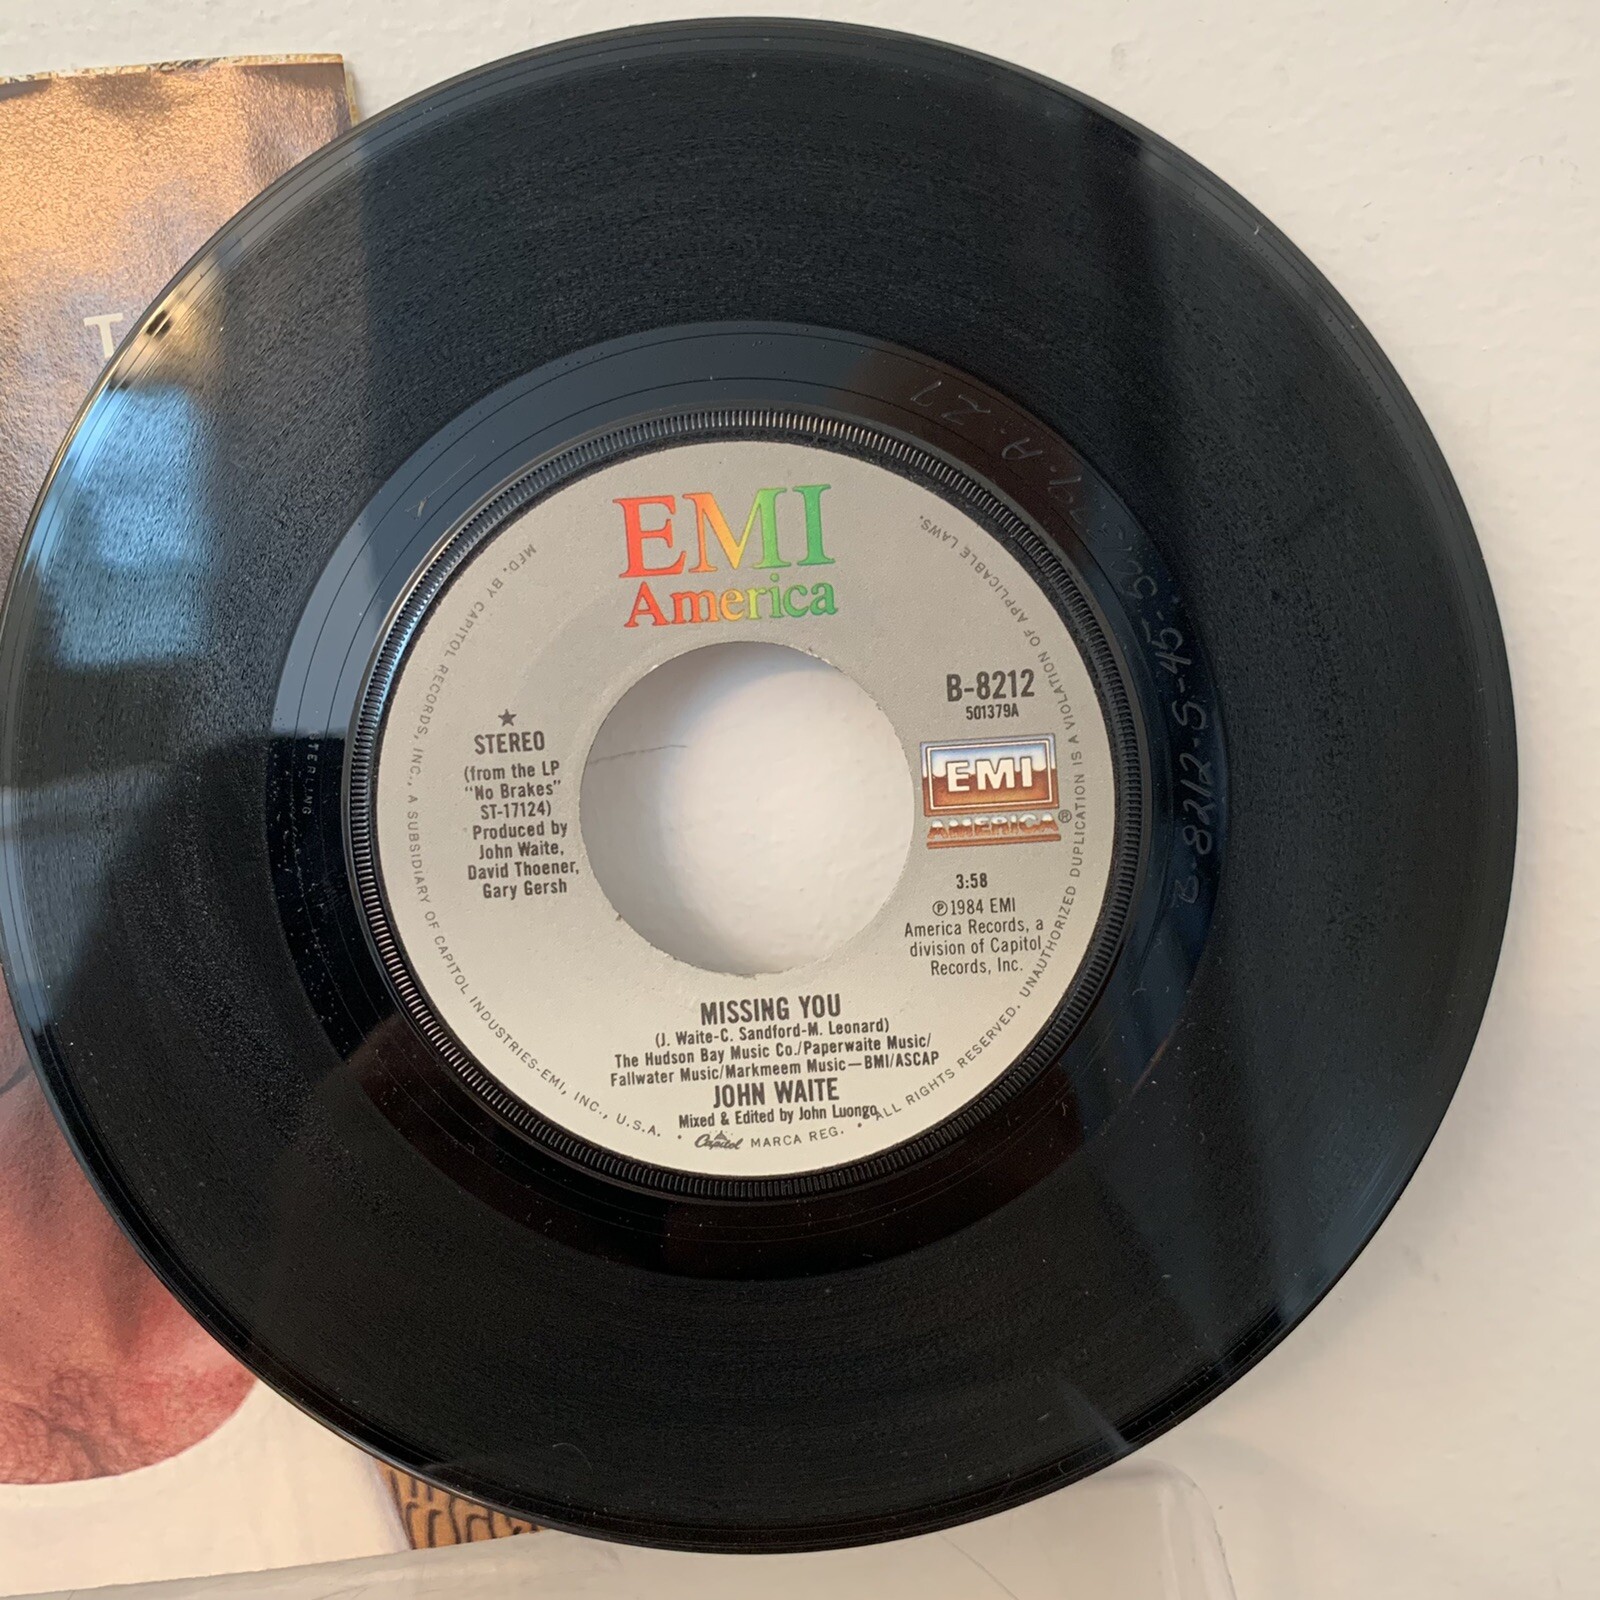 EMI
America
B-8212
501379A
★
STEREO
(from the LP
"No Brakes"
ST-17124)
Produced by
John Waite,
David Thoener,
Gary Gersh
EMI
AMERICA®
3:58
℗1984 EMI
America Records, a
division of Capitol
Records, Inc.
MISSING YOU
(J. Waite-C. Sandford-M. Leonard)
The Hudson Bay Music Co./Paperwaite Music/
Fallwater Music/Markmeem Music—BMI/ASCAP
JOHN WAITE
Mixed & Edited by John Luongo
MFD. BY CAPITOL RECORDS, INC., A SUBSIDIARY OF CAPITOL INDUSTRIES-EMI, INC., U.S.A. • Capitol MARCA REG. • ALL RIGHTS RESERVED. UNAUTHORIZED DUPLICATION IS A VIOLATION OF APPLICABLE LAWS.
T